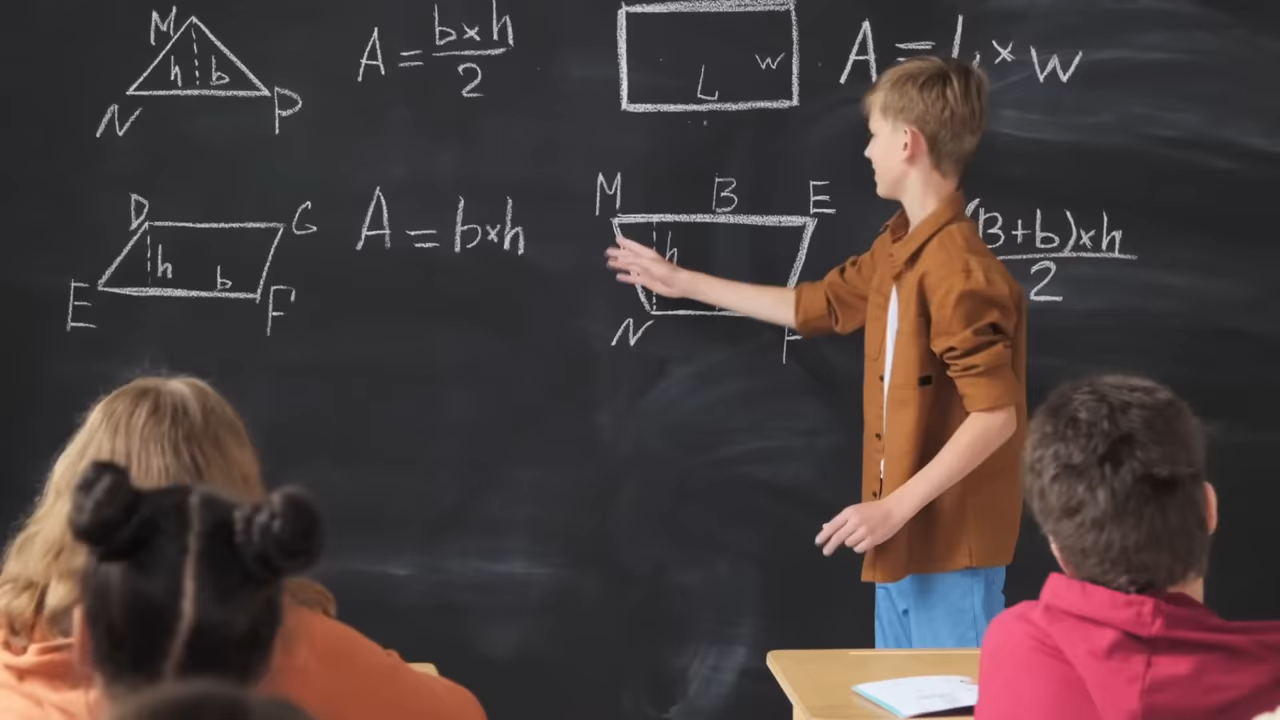 M
h b
N P
A = b×h/2
w
L
A = L × w
D G
h b
E F
A = b×h
M B E
h
N
(B+b)×h/2